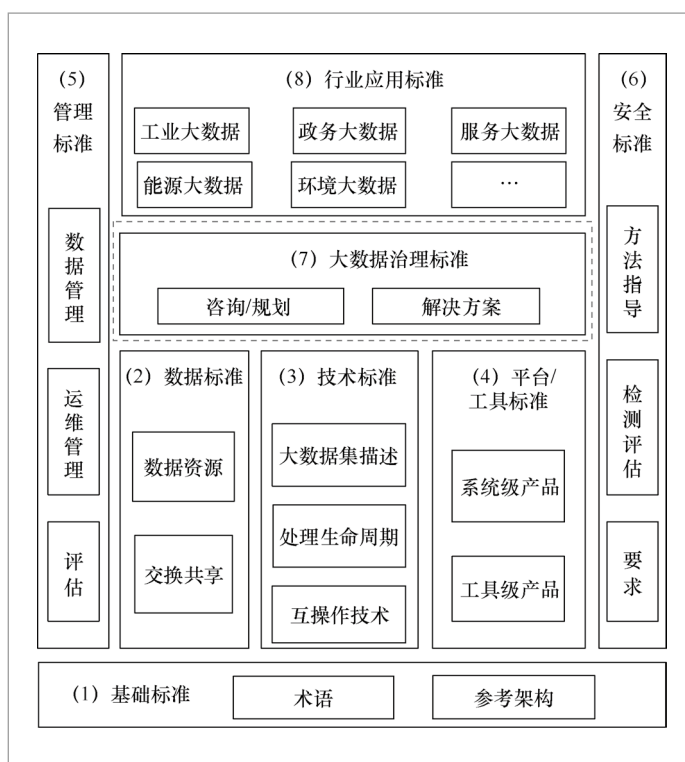 (5)
管理
标准
数据管理
运维管理
评估
(8) 行业应用标准
工业大数据
政务大数据
服务大数据
能源大数据
环境大数据
…
(7) 大数据治理标准
咨询/规划
解决方案
(2) 数据标准
数据资源
交换共享
(3) 技术标准
大数据集描述
处理生命周期
互操作技术
(4) 平台/
工具标准
系统级产品
工具级产品
(6)
安全
标准
方法指导
检测评估
要求
(1) 基础标准
术语
参考架构